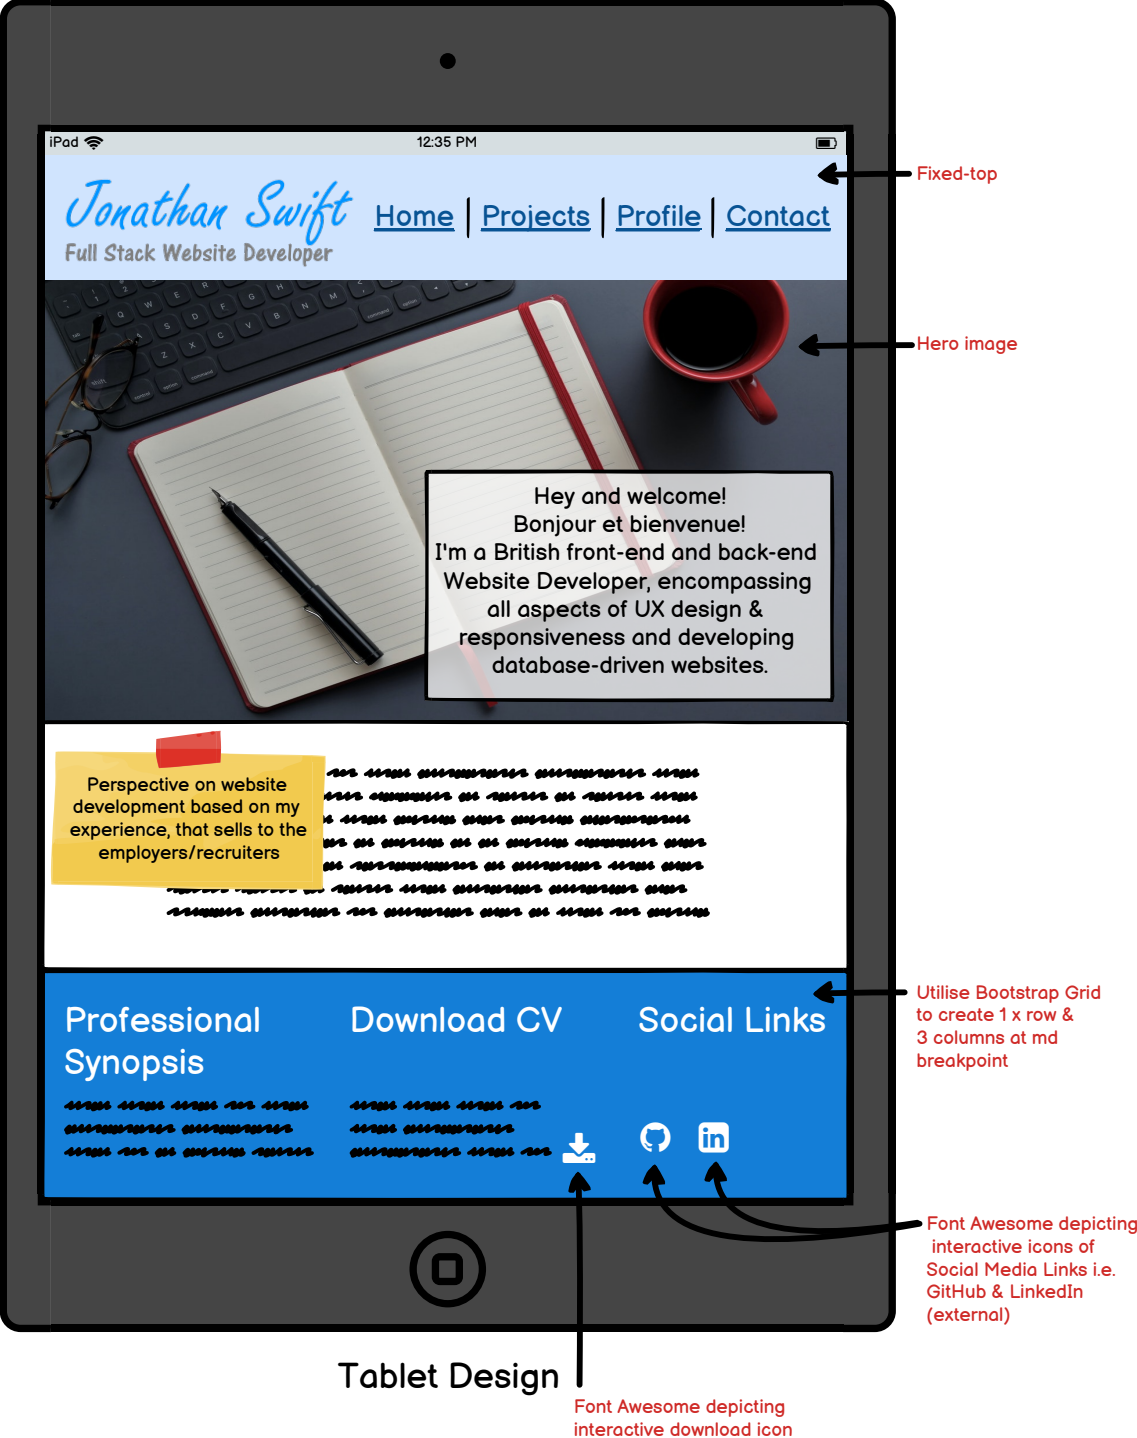 iPad
12:35 PM
Fixed-top
Jonathan Swift
Full Stack Website Developer
Home | Projects | Profile | Contact
Hero image
Hey and welcome!
Bonjour et bienvenue!
I'm a British front-end and back-end
Website Developer, encompassing
all aspects of UX design &
responsiveness and developing
database-driven websites.
Perspective on website
development based on my
experience, that sells to the
employers/recruiters
Utilise Bootstrap Grid
to create 1 x row &
3 columns at md
breakpoint
Professional
Synopsis
Download CV
Social Links
in
Font Awesome depicting
interactive icons of
Social Media Links i.e.
GitHub & LinkedIn
(external)
Tablet Design
Font Awesome depicting
interactive download icon